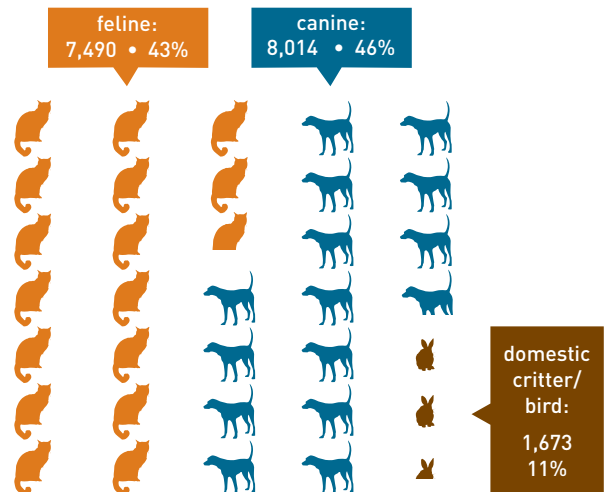 feline:
7,490 • 43%
canine:
8,014 • 46%
domestic
critter/
bird:
1,673
11%